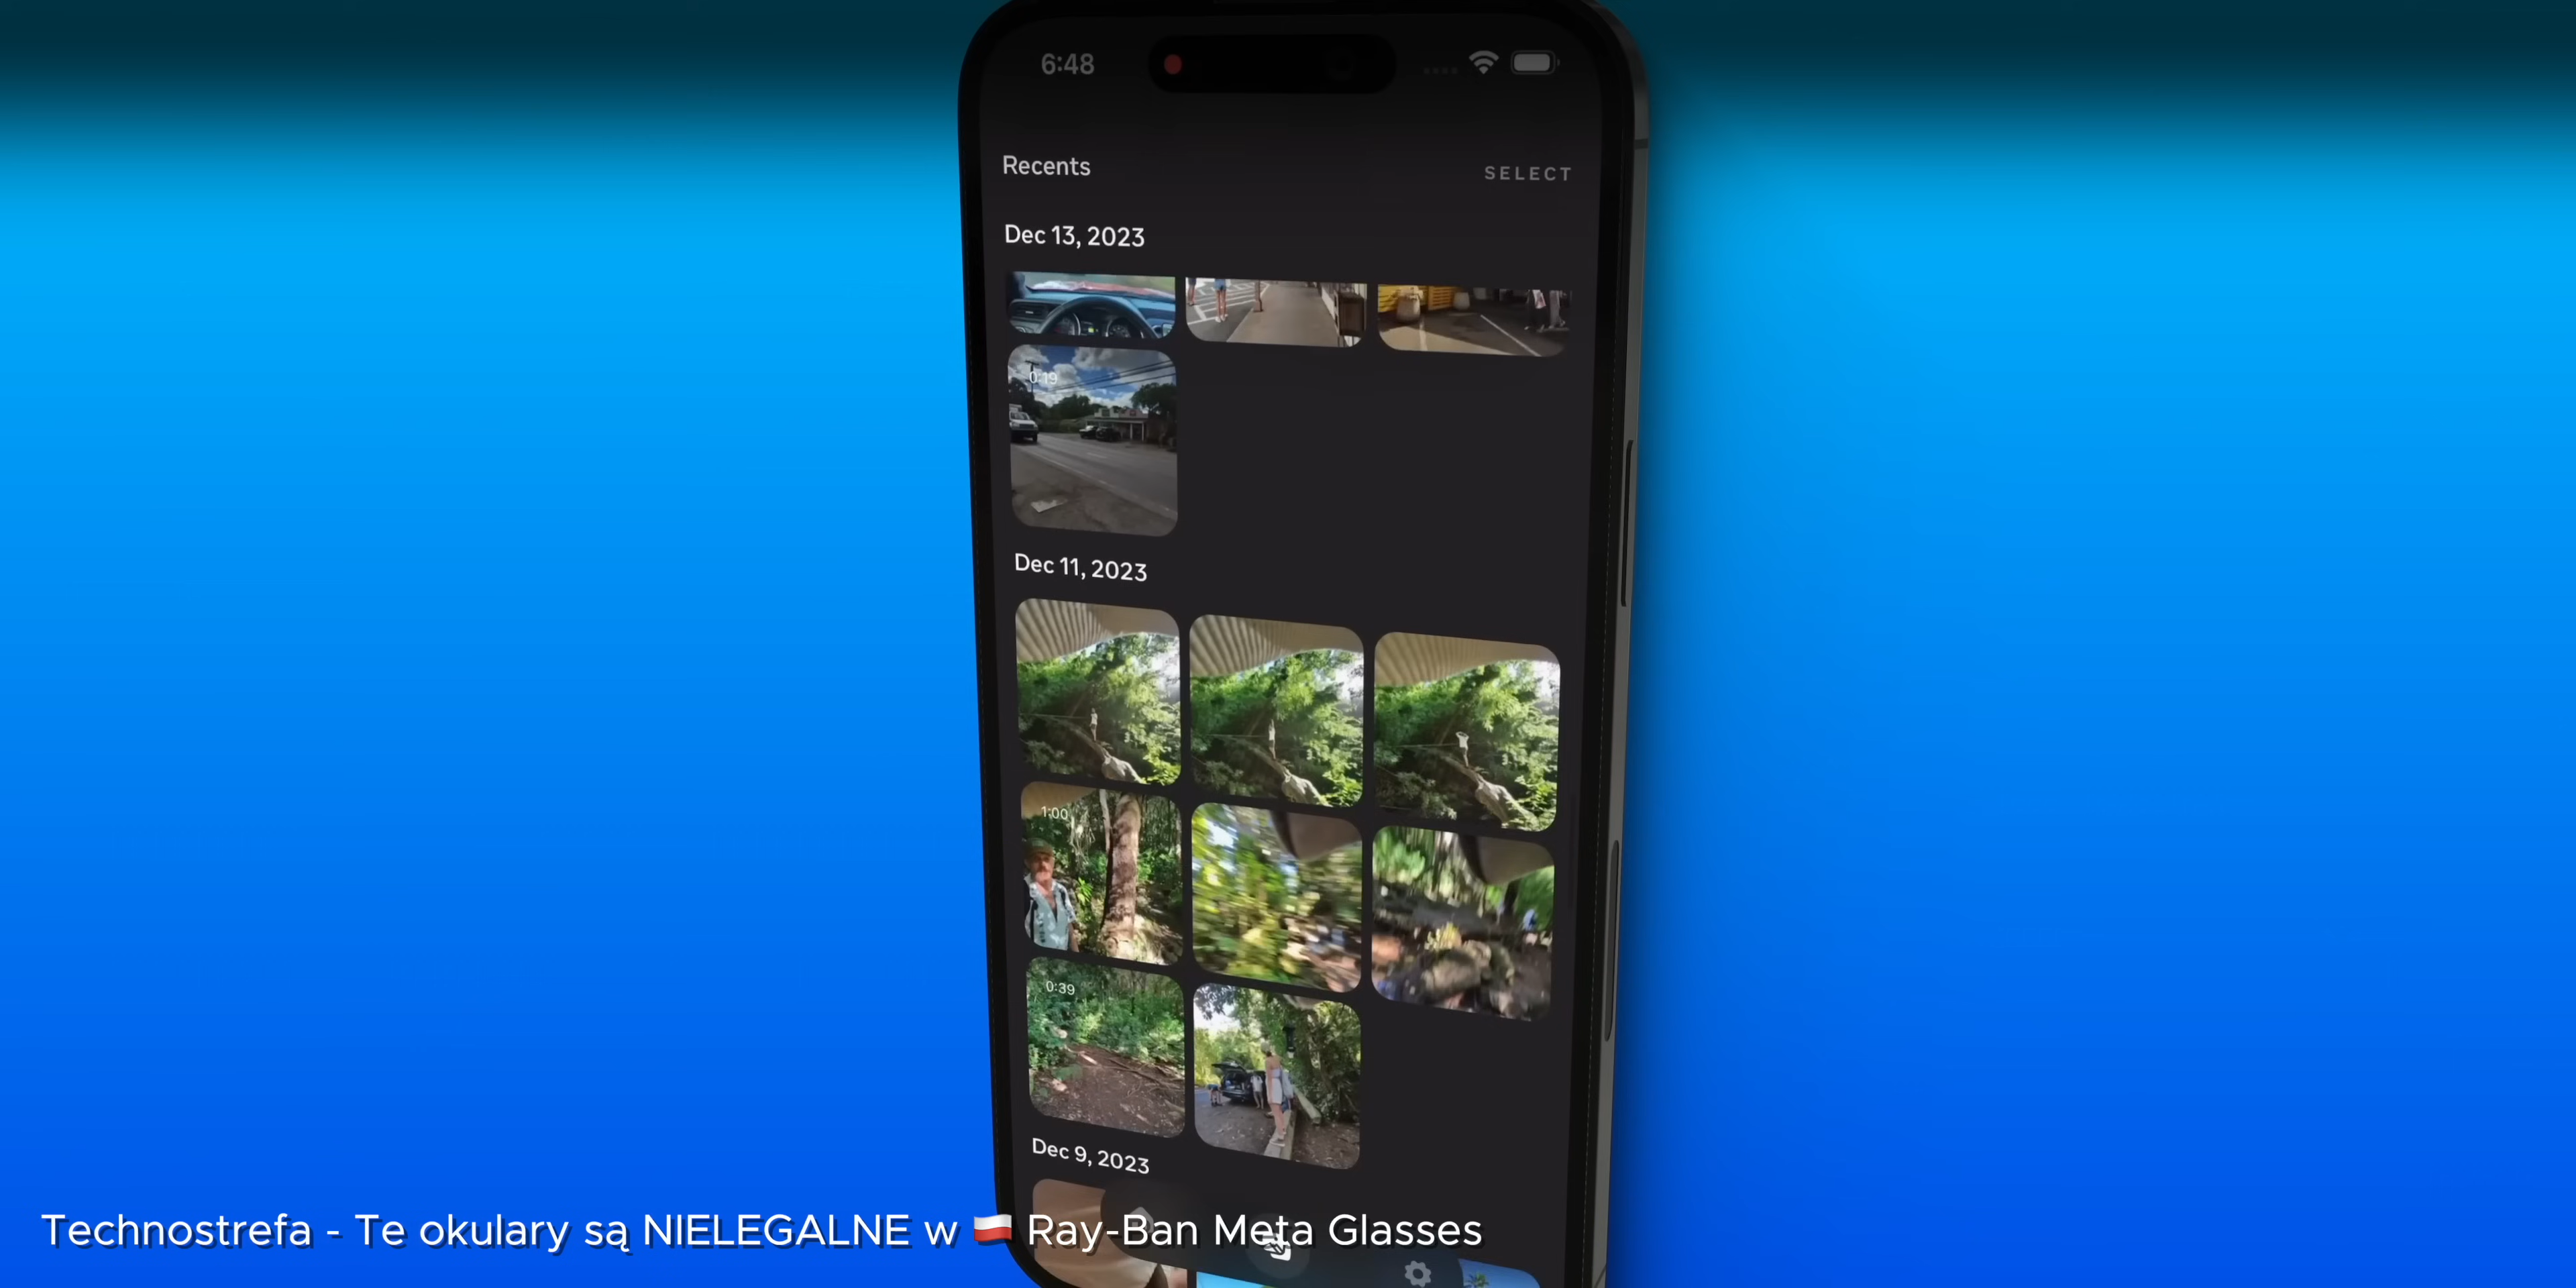 6:48
Recents
SELECT
Dec 13, 2023
0:19
Dec 11, 2023
1:00
0:39
Dec 9, 2023
Technostrefa - Te okulary są NIELEGALNE w 🇵🇱 Ray-Ban Meta Glasses